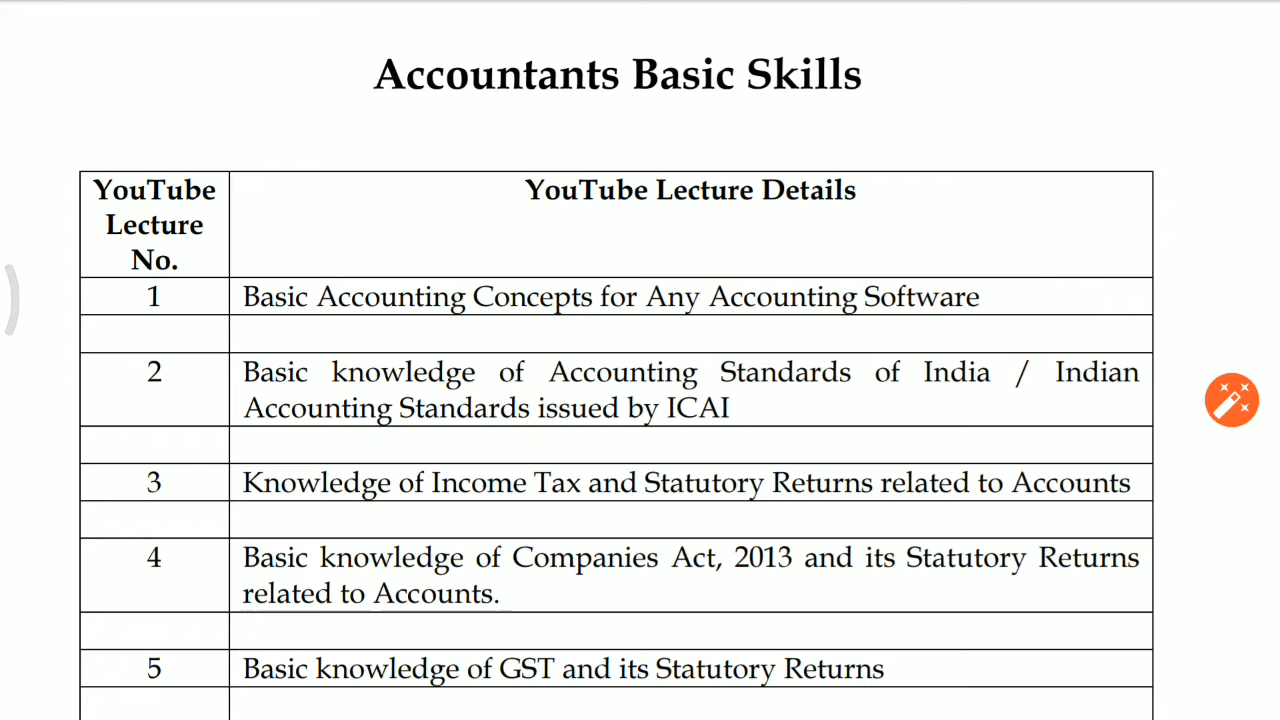 Accountants Basic Skills
YouTube
Lecture
No.
YouTube Lecture Details
1
Basic Accounting Concepts for Any Accounting Software
2
Basic knowledge of Accounting Standards of India / Indian
Accounting Standards issued by ICAI
3
Knowledge of Income Tax and Statutory Returns related to Accounts
4
Basic knowledge of Companies Act, 2013 and its Statutory Returns
related to Accounts.
5
Basic knowledge of GST and its Statutory Returns